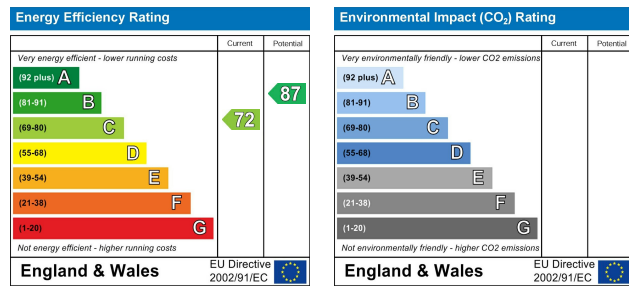 Energy Efficiency Rating
Current Potential
Very energy efficient - lower running costs
(92 plus) A
(81-91) B
(69-80) C
(55-68) D
(39-54) E
(21-38) F
(1-20) G
72
87
Not energy efficient - higher running costs
England & Wales
EU Directive
2002/91/EC
Environmental Impact (CO₂) Rating
Current Potential
Very environmentally friendly - lower CO2 emissions
(92 plus) A
(81-91) B
(69-80) C
(55-68) D
(39-54) E
(21-38) F
(1-20) G
Not environmentally friendly - higher CO2 emissions
England & Wales
EU Directive
2002/91/EC